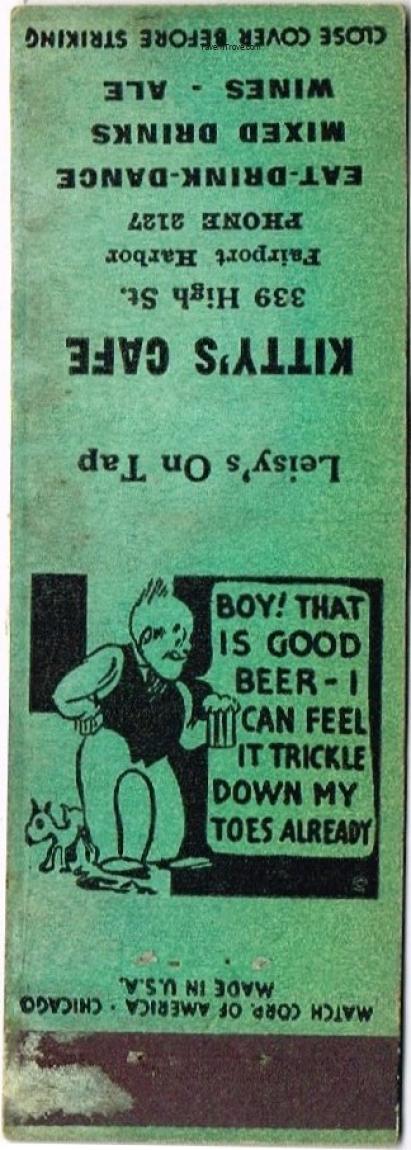 CLOSE COVER BEFORE STRIKING
TavernTrove.com
WINES - ALE
MIXED DRINKS
EAT-DRINK-DANCE
PHONE 2127
Fairport Harbor
339 High St.
KITTY'S CAFE
Leisy's On Tap
BOY! THAT
IS GOOD
BEER - I
CAN FEEL
IT TRICKLE
DOWN MY
TOES ALREADY
MADE IN U.S.A.
MATCH CORP. OF AMERICA · CHICAGO